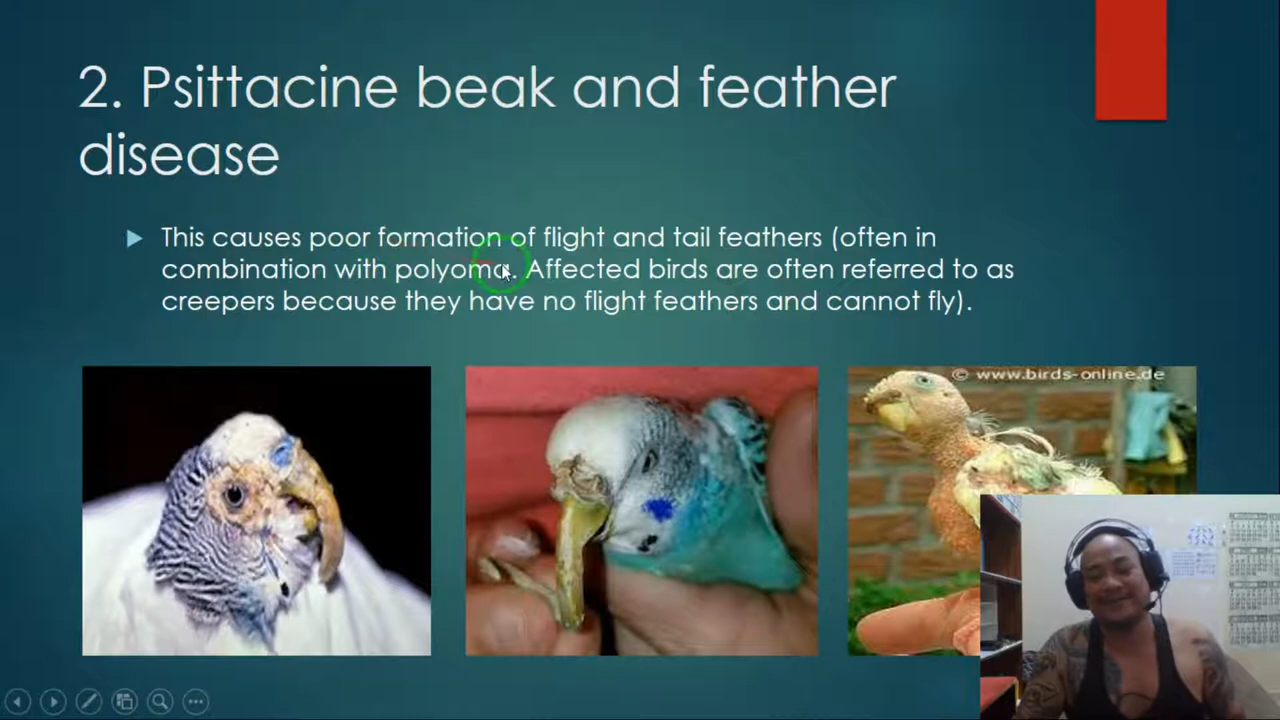 2. Psittacine beak and feather
disease
This causes poor formation of flight and tail feathers (often in
combination with polyoma. Affected birds are often referred to as
creepers because they have no flight feathers and cannot fly).
© www.birds-online.de